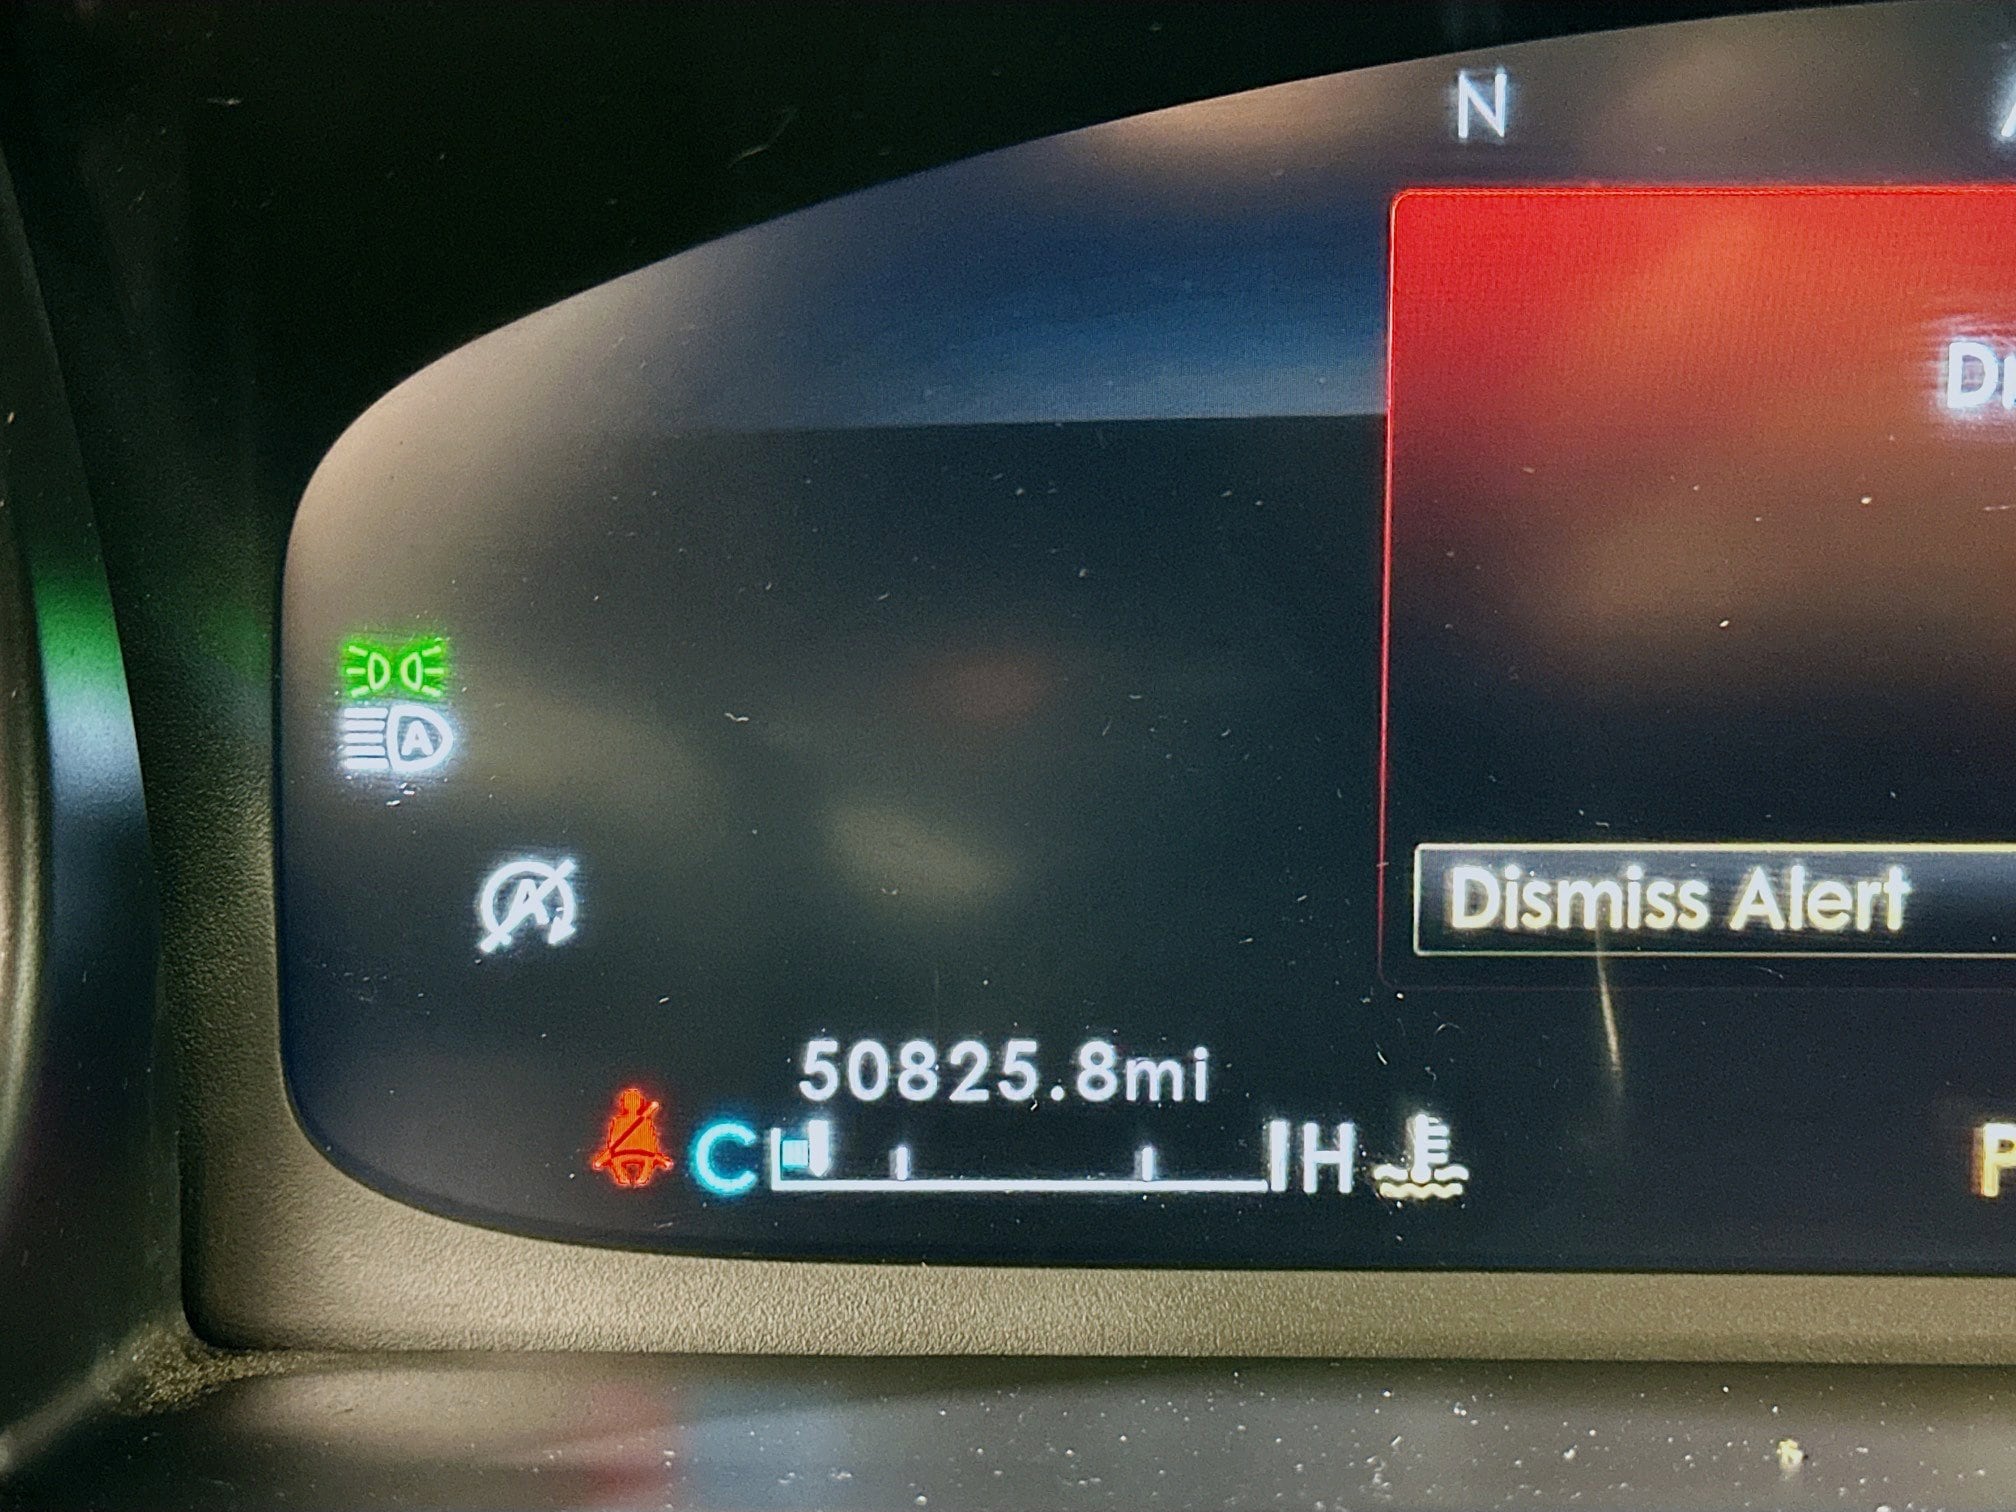 N
Dismiss Alert
50825.8mi
C H
P